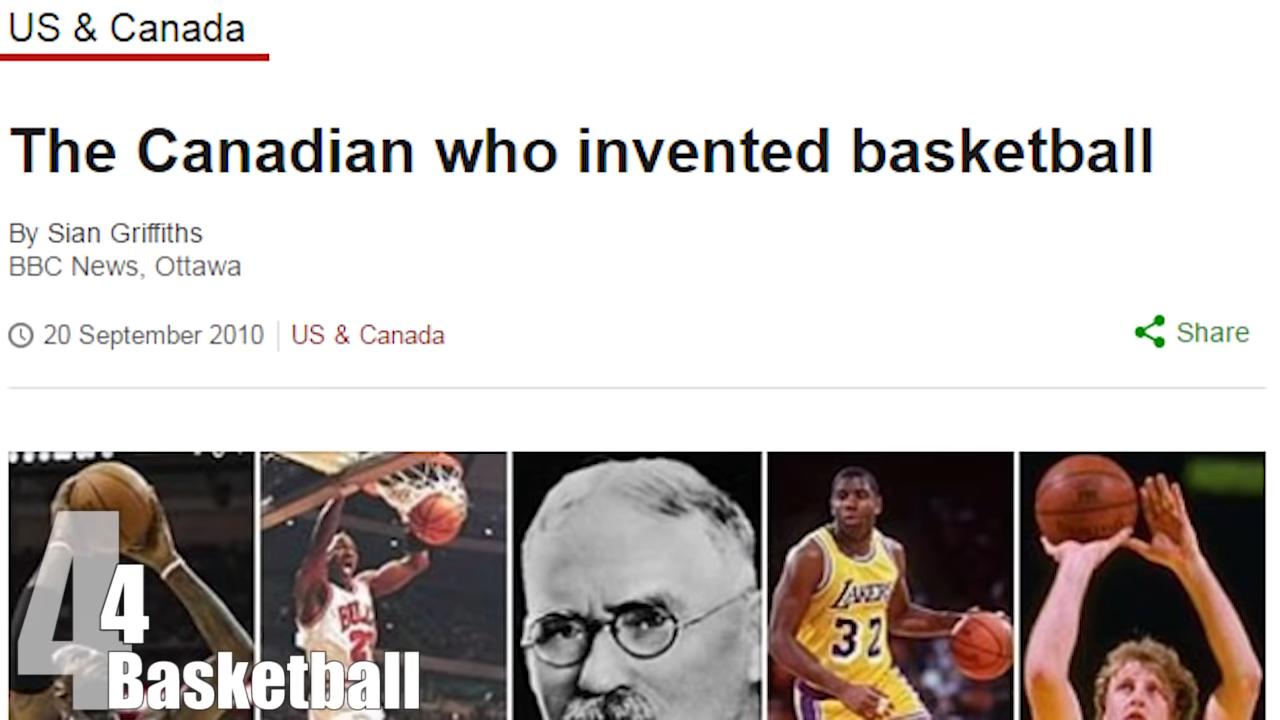 US & Canada
The Canadian who invented basketball
By Sian Griffiths
BBC News, Ottawa
20 September 2010
US & Canada
Share
LAKERS
32
4
4
Basketball